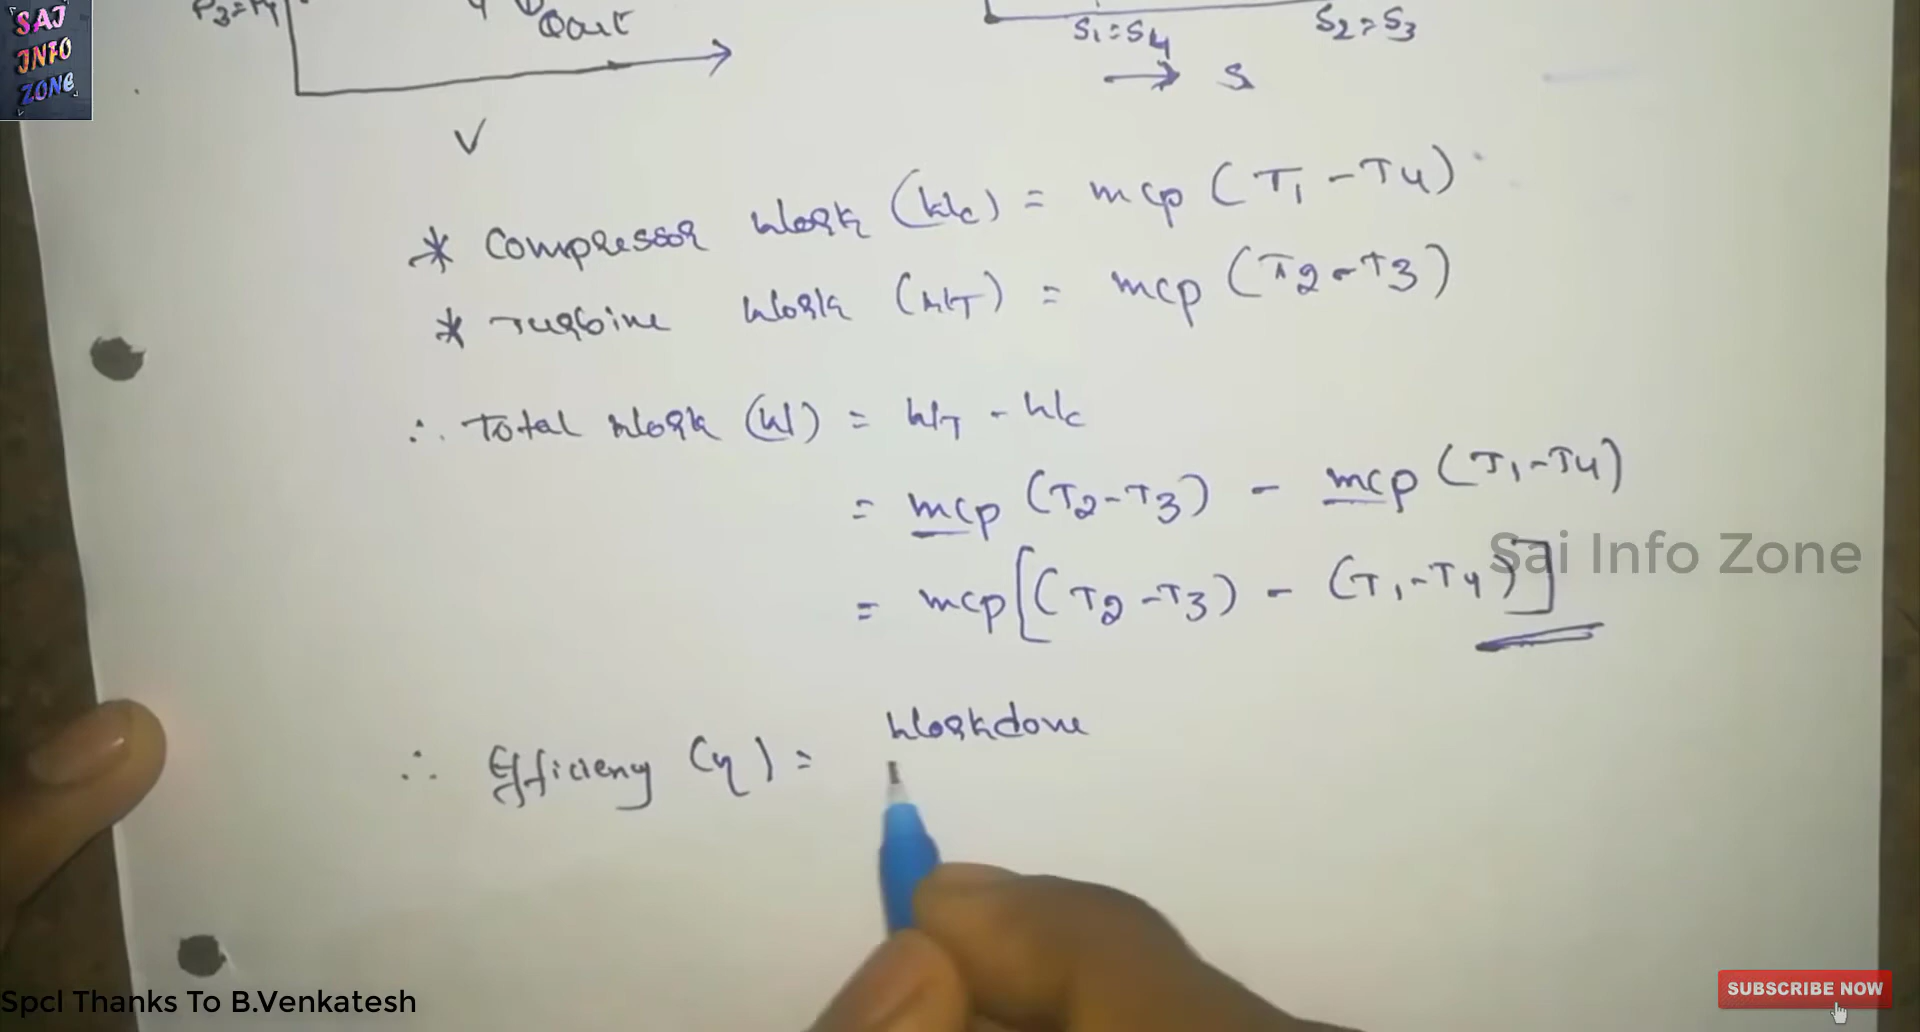 SAI
INFO
ZONE
P3=P4
Qout
S1=S4
S2=S3
S
V
* Compressor Work (Wc) = mcp (T1-T4)
* Turbine Work (WT) = mcp (T2-T3)
∴ Total Work (W) = WT - Wc
= mcp (T2-T3) - mcp (T1-T4)
= mcp[(T2-T3) - (T1-T4)]
Sai Info Zone
∴ Efficieny (η) = Workdone
Spcl Thanks To B.Venkatesh
SUBSCRIBE NOW